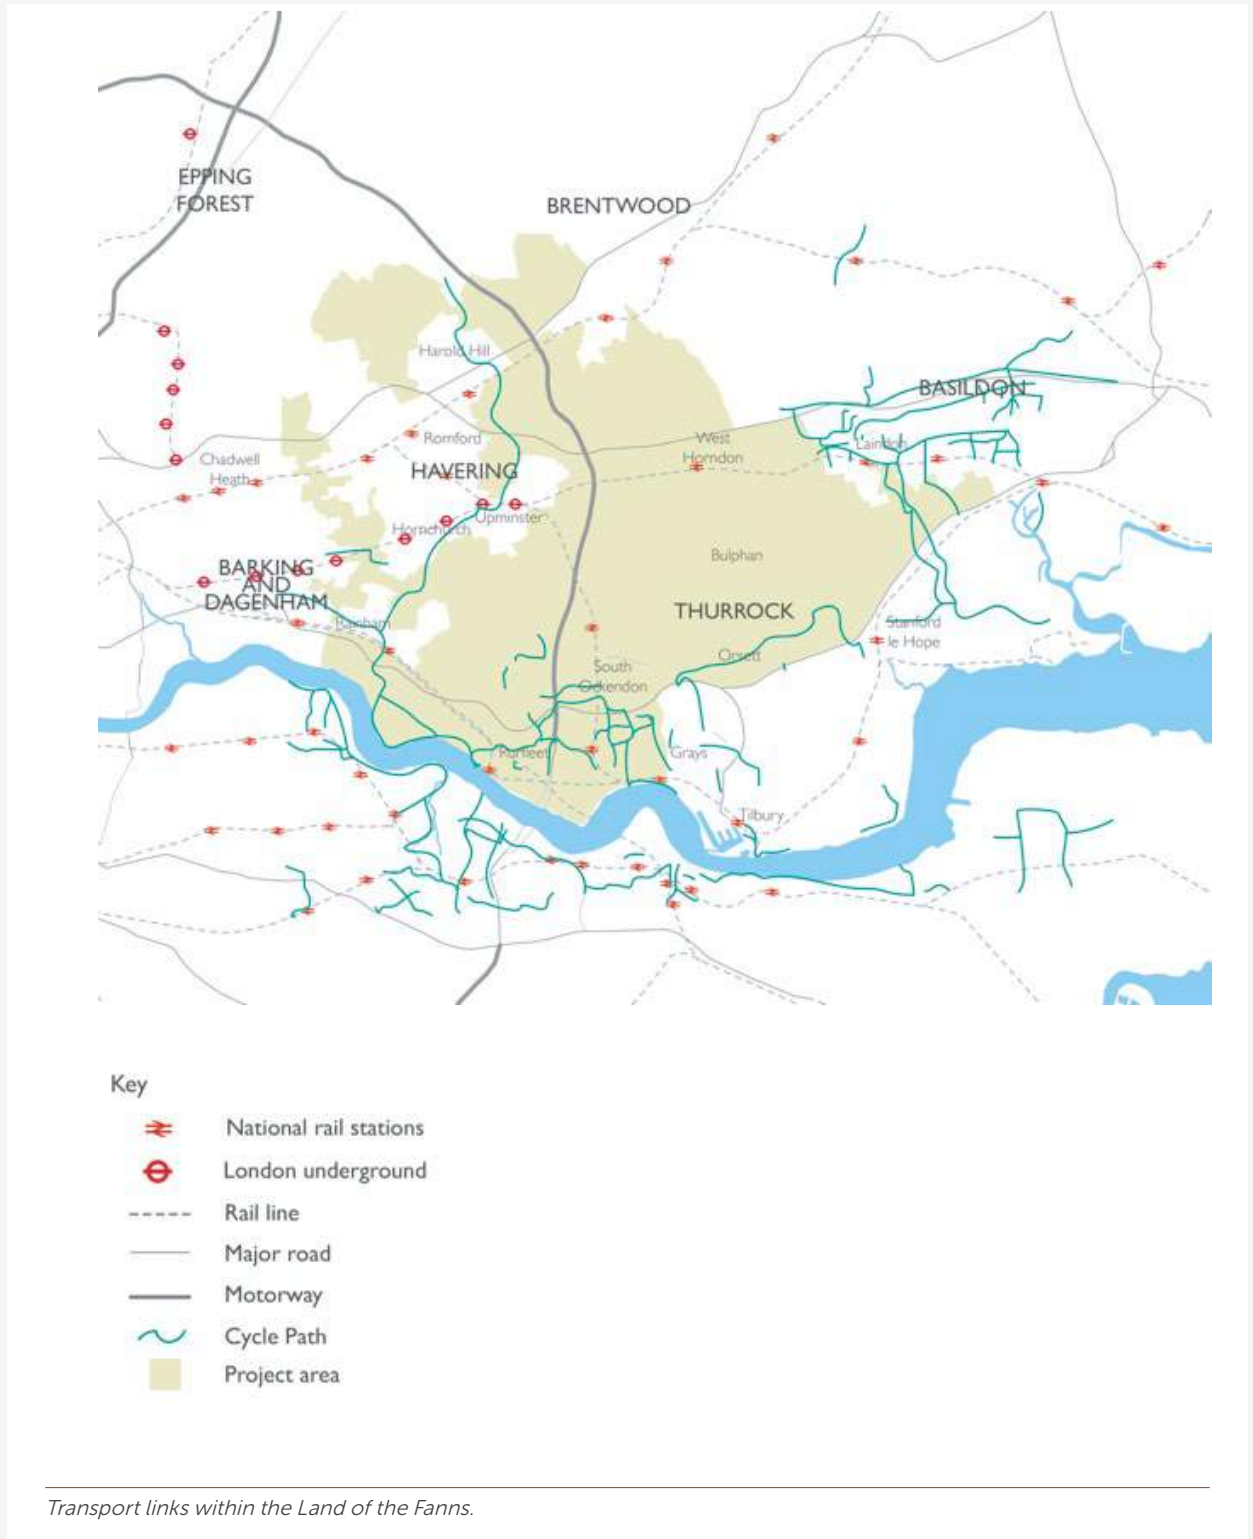 EPPING
FOREST
BRENTWOOD
Harold Hill
BASILDON
Romford
West
Horndon
Laindon
Chadwell
Heath
HAVERING
Upminster
Hornchurch
Bulphan
BARKING
AND
DAGENHAM
THURROCK
Rainham
Stanford
le Hope
Orsett
South
Ockendon
Purfleet
Grays
Tilbury
Key
National rail stations
London underground
Rail line
Major road
Motorway
Cycle Path
Project area
Transport links within the Land of the Fanns.